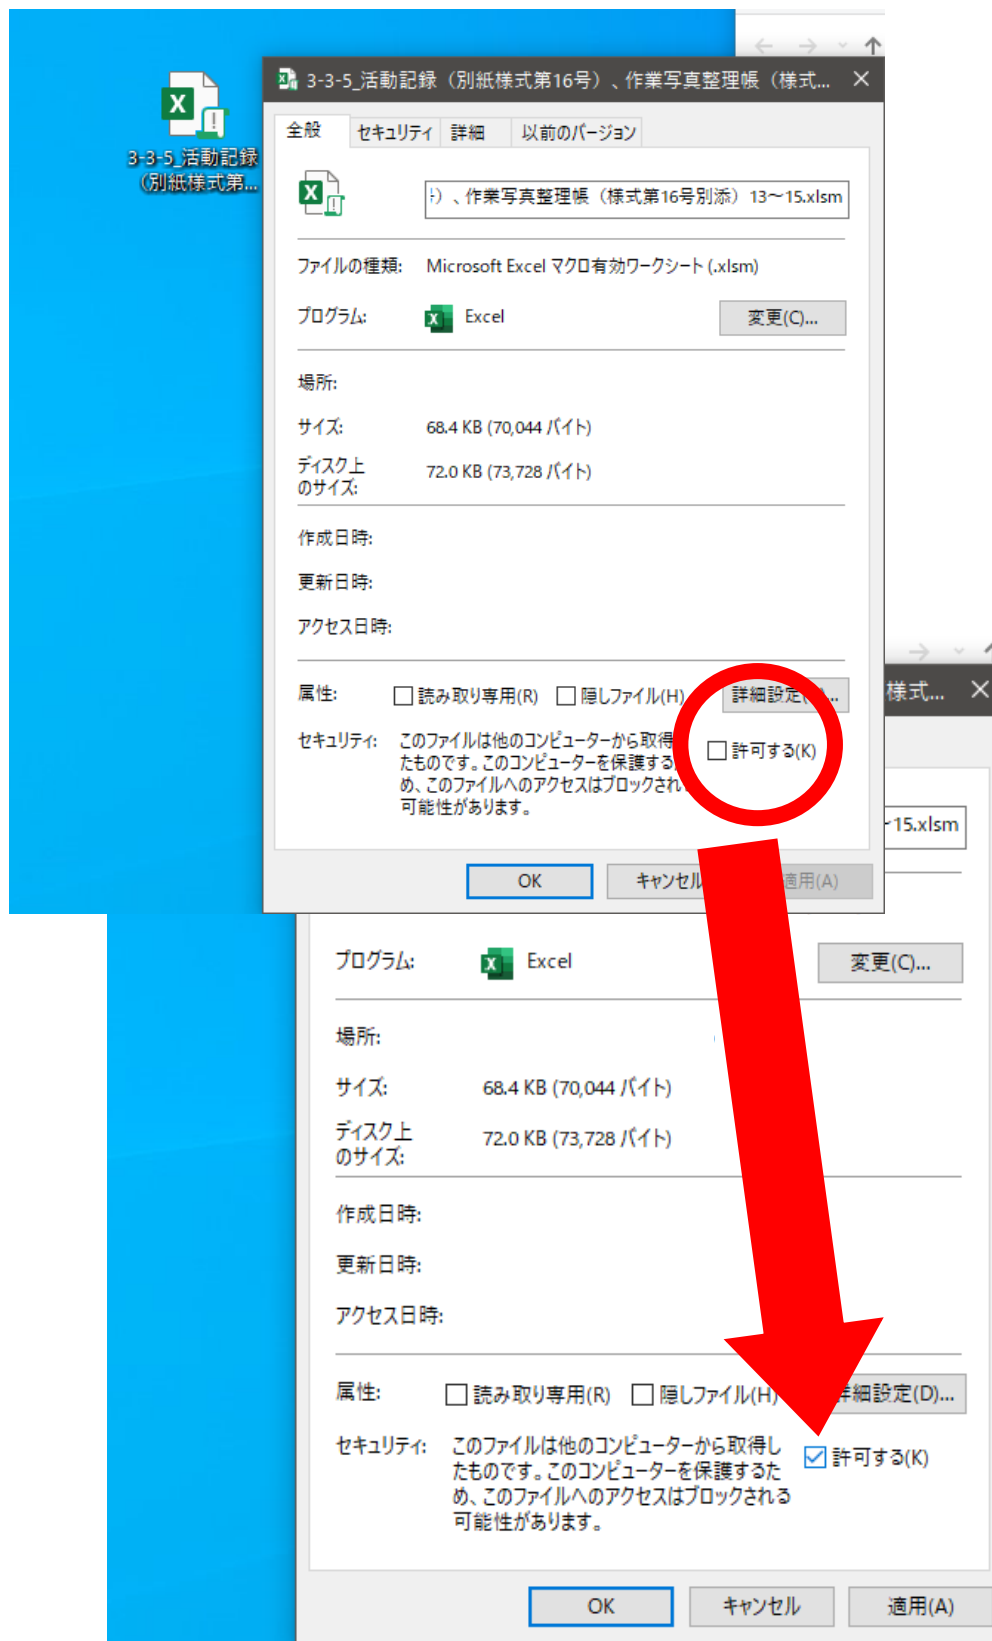 3-3-5_活動記録
（別紙様式第...
3-3-5_活動記録（別紙様式第16号）、作業写真整理帳（様式...
全般
セキュリティ
詳細
以前のバージョン
）、作業写真整理帳（様式第16号別添）13～15.xlsm
ファイルの種類:
Microsoft Excel マクロ有効ワークシート (.xlsm)
プログラム:
Excel
変更(C)...
場所:
サイズ:
68.4 KB (70,044 バイト)
ディスク上
のサイズ:
72.0 KB (73,728 バイト)
作成日時:
更新日時:
アクセス日時:
属性:
読み取り専用(R)
隠しファイル(H)
詳細設定
セキュリティ:
このファイルは他のコンピューターから取得
たものです。このコンピューターを保護する
め、このファイルへのアクセスはブロックされ
可能性があります。
許可する(K)
OK
キャンセル
適用(A)
様式...
～15.xlsm
プログラム:
Excel
変更(C)...
場所:
サイズ:
68.4 KB (70,044 バイト)
ディスク上
のサイズ:
72.0 KB (73,728 バイト)
作成日時:
更新日時:
アクセス日時:
属性:
読み取り専用(R)
隠しファイル(H)
詳細設定(D)...
セキュリティ:
このファイルは他のコンピューターから取得し
たものです。このコンピューターを保護するた
め、このファイルへのアクセスはブロックされる
可能性があります。
許可する(K)
OK
キャンセル
適用(A)